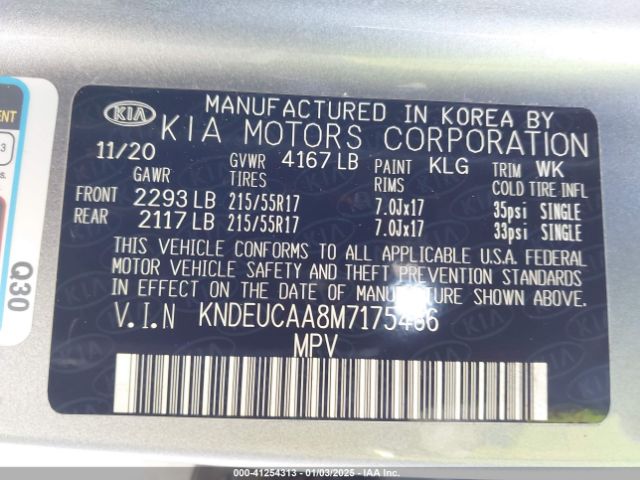 MENT
3
s.
Q30
KIA
MANUFACTURED IN KOREA BY
KIA MOTORS CORPORATION
11/20 GVWR 4167 LB PAINT KLG TRIM WK
GAWR TIRES RIMS COLD TIRE INFL
FRONT 2293 LB 215/55R17 7.0Jx17 35psi SINGLE
REAR 2117 LB 215/55R17 7.0Jx17 33psi SINGLE
THIS VEHICLE CONFORMS TO ALL APPLICABLE U.S.A. FEDERAL
MOTOR VEHICLE SAFETY AND THEFT PREVENTION STANDARDS
IN EFFECT ON THE DATE OF MANUFACTURE SHOWN ABOVE.
V.I.N KNDEUCAA8M7175466
MPV
000-41254313 - 01/03/2025 - IAA Inc.